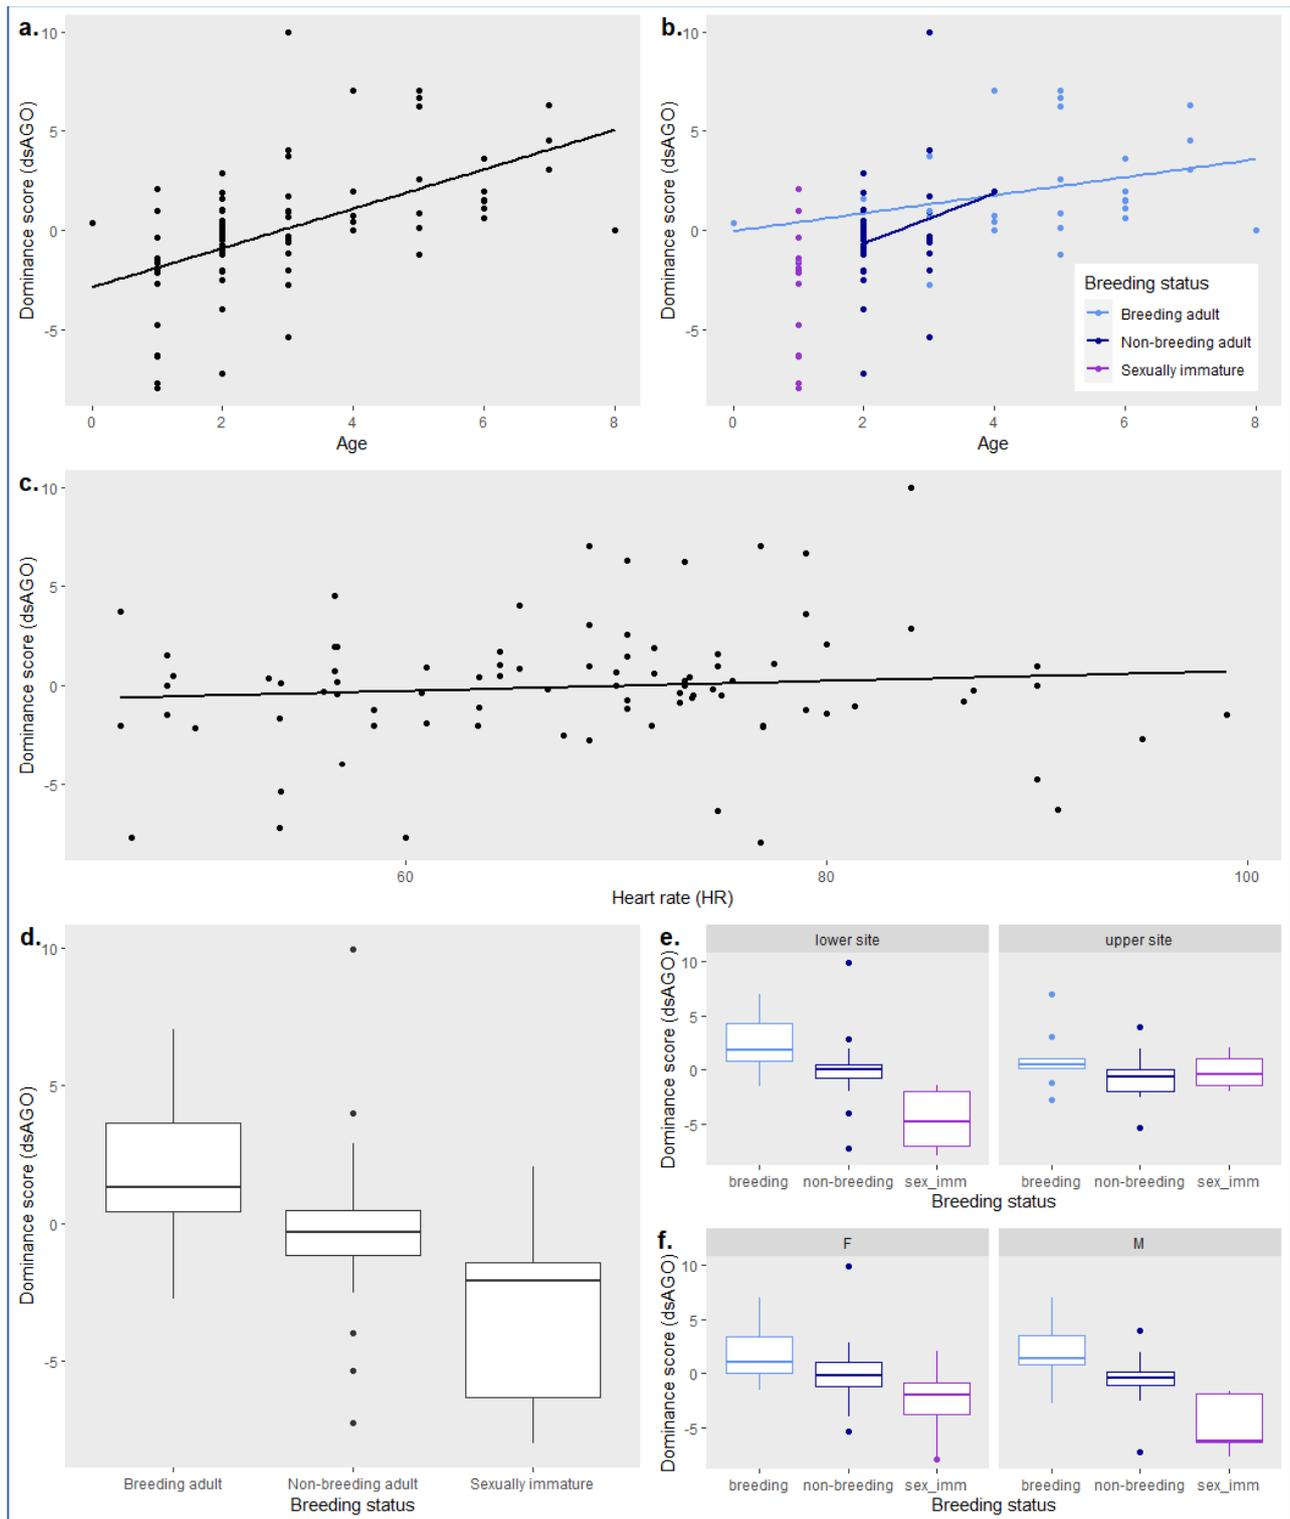 a.
10
5
0
-5
Dominance score (dsAGO)
0 2 4 6 8
Age
b.
10
5
0
-5
Dominance score (dsAGO)
Breeding status
Breeding adult
Non-breeding adult
Sexually immature
0 2 4 6 8
Age
c.
10
5
0
-5
Dominance score (dsAGO)
60 80 100
Heart rate (HR)
d.
10
5
0
-5
Dominance score (dsAGO)
Breeding adult Non-breeding adult Sexually immature
Breeding status
e.
lower site upper site
10
5
0
-5
Dominance score (dsAGO)
breeding non-breeding sex_imm breeding non-breeding sex_imm
Breeding status
f.
F M
10
5
0
-5
Dominance score (dsAGO)
breeding non-breeding sex_imm breeding non-breeding sex_imm
Breeding status